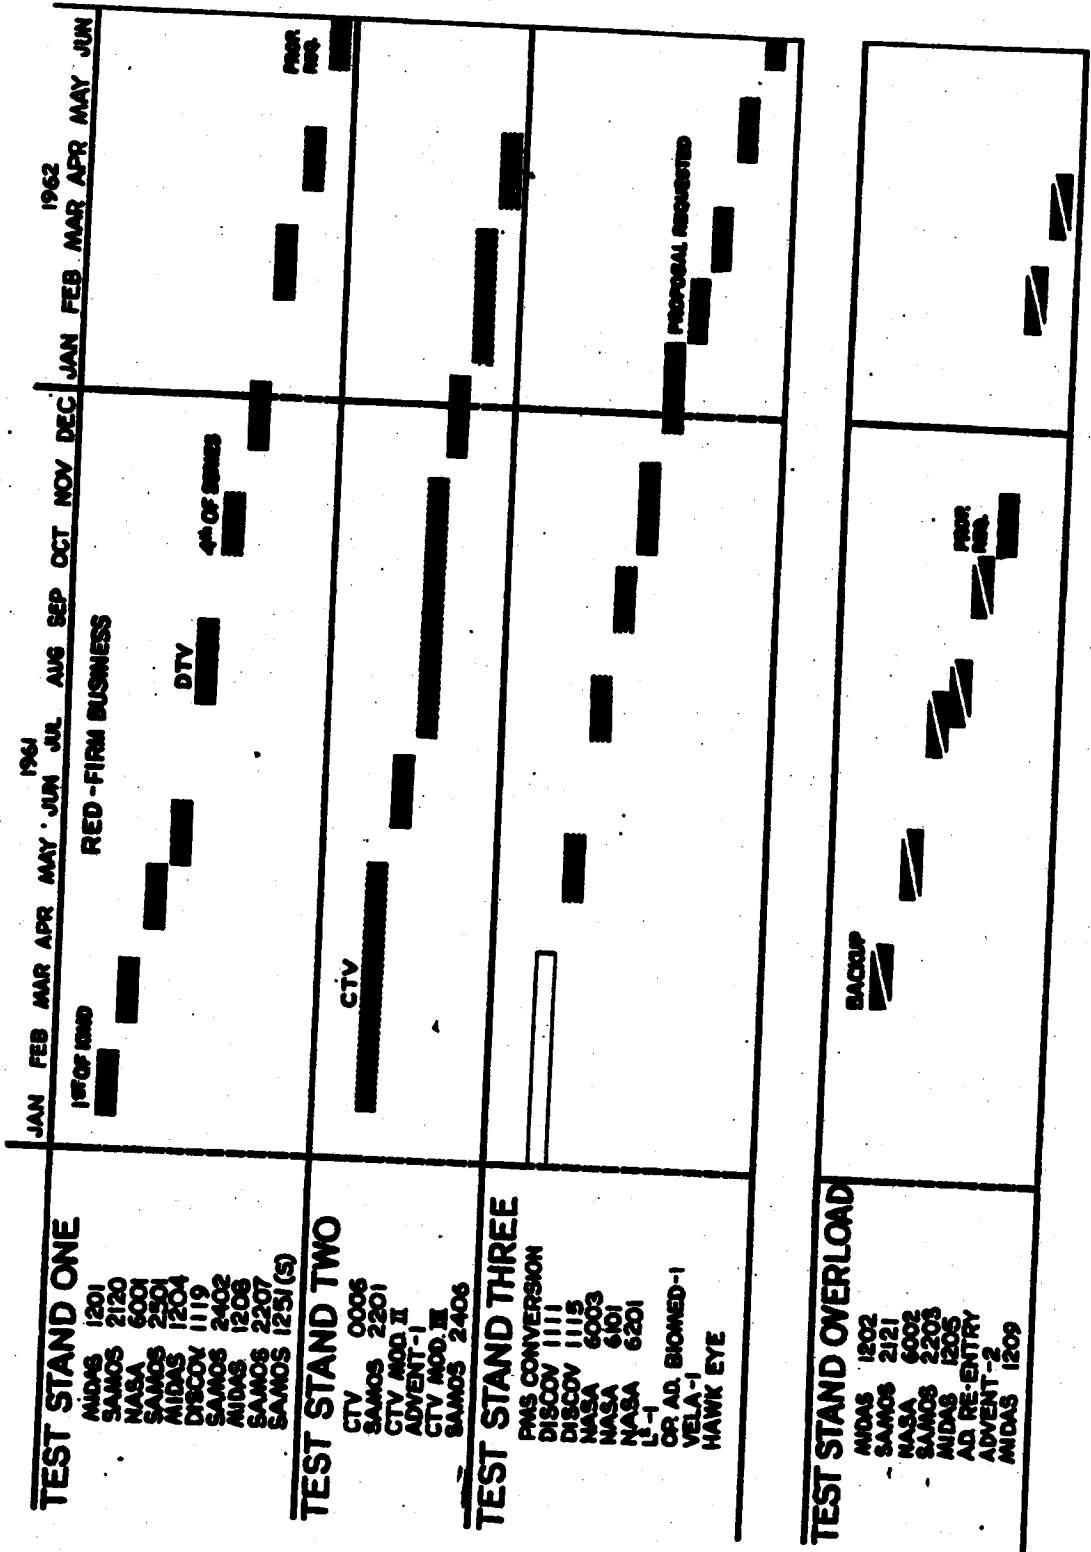 1961
1962
JAN FEB MAR APR MAY JUN JUL AUG SEP OCT NOV DEC JAN FEB MAR APR MAY JUN
RED-FIRM BUSINESS
TEST STAND ONE
MIDAS 1201
SAMOS 2120
NASA 6001
SAMOS 2501
MIDAS 1204
DISCOV. 1119
SAMOS 2402
MIDAS 1208
SAMOS 2207
SAMOS 1251(S)
1ST OF KIND
DTV
4th OF SERIES
PROP. REQ.
TEST STAND TWO
CTV 0006
SAMOS 2201
CTV MOD. II
ADVENT-1
CTV MOD. III
SAMOS 2406
CTV
TEST STAND THREE
PMS CONVERSION
DISCOV 1111
DISCOV 1115
NASA 6003
NASA 6101
NASA 6201
OR. AD. BIOMED-1
VELA-1
HAWK EYE
PROPOSAL REQUESTED
TEST STAND OVERLOAD
MIDAS 1202
SAMOS 2121
NASA 6002
SAMOS 2203
MIDAS 1205
AD. RE-ENTRY
ADVENT-2
MIDAS 1209
BACKUP
PROP. REQ.